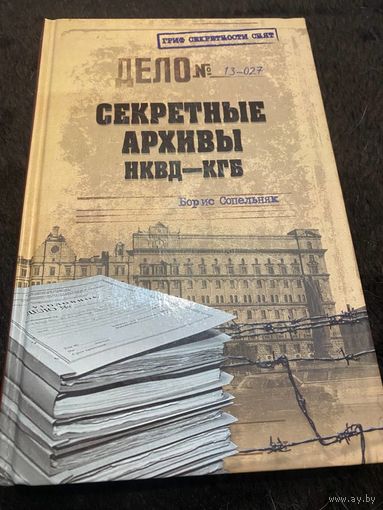 ГРИФ СЕКРЕТНОСТИ СНЯТ
ДЕЛО № 13-027
СЕКРЕТНЫЕ
АРХИВЫ
НКВД—КГБ
Борис Сопельняк
www.ay.by